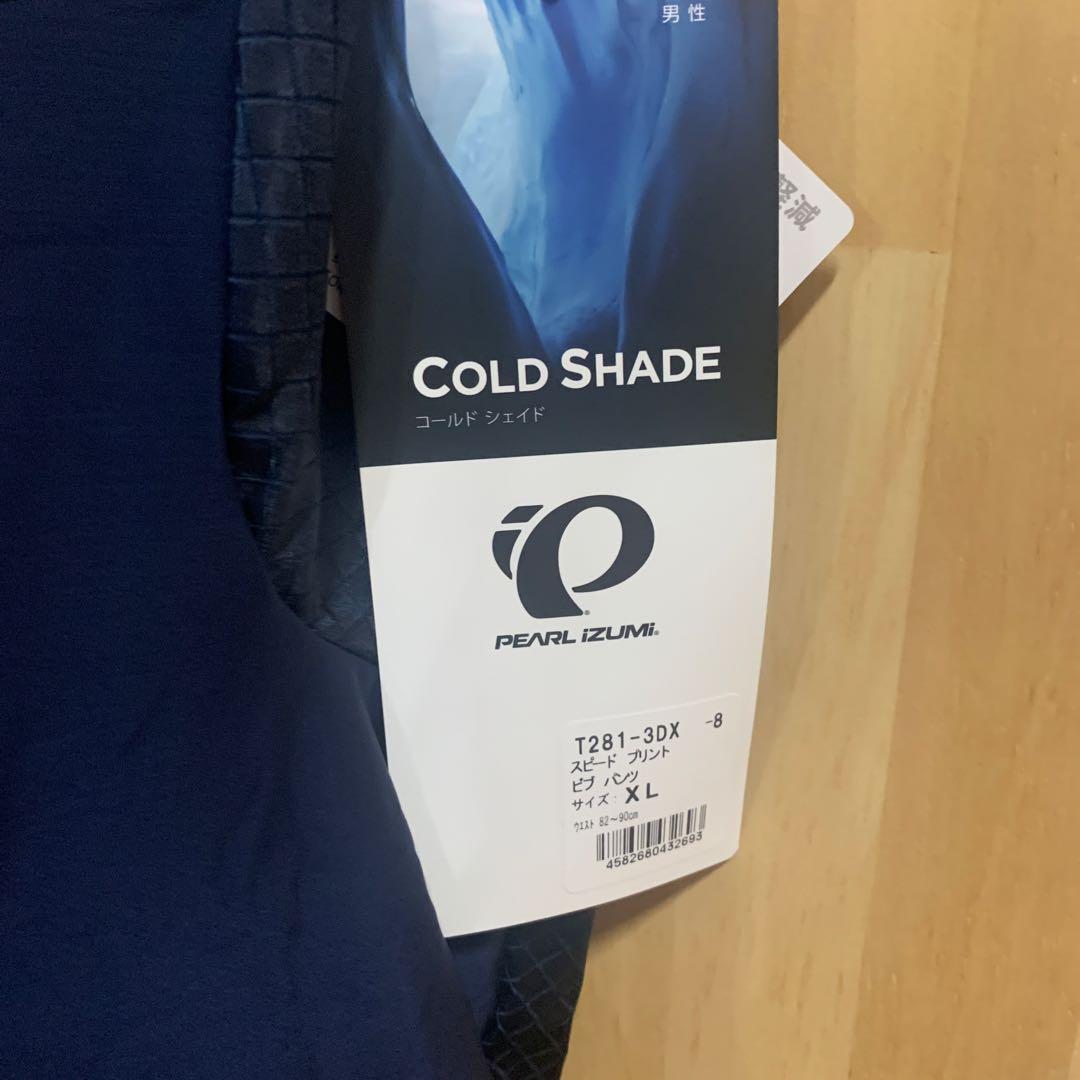 男性
軽減
COLD SHADE
コールド シェイド
PEARL iZUMi®
T281-3DX -8
スピード プリント
ビブ パンツ
サイズ: XL
ウエスト 82～90cm
4582680432693